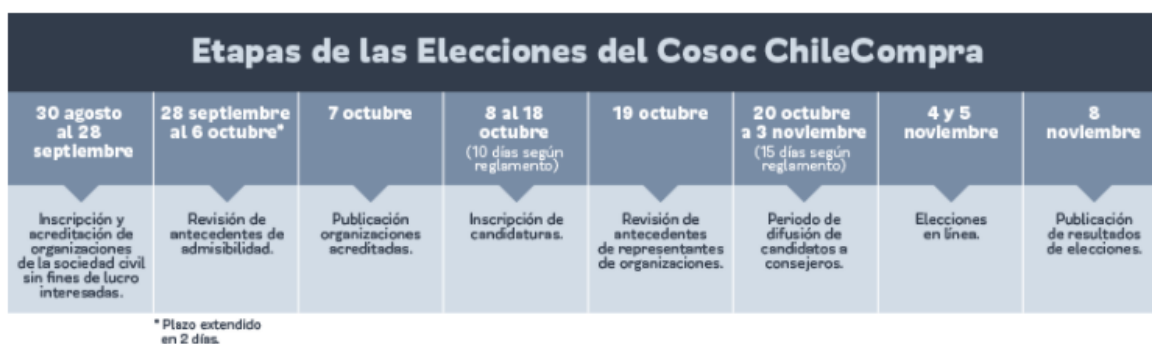 Etapas de las Elecciones del Cosoc ChileCompra
30 agosto
al 28
septiembre
Inscripción y
acreditación de
organizaciones
de la sociedad civil
sin fines de lucro
interesadas.
28 septiembre
al 6 octubre*
Revisión de
antecedentes de
admisibilidad.
7 octubre
Publicación
organizaciones
acreditadas.
8 al 18
octubre
(10 días según
reglamento)
Inscripción de
candidaturas.
19 octubre
Revisión de
antecedentes
de representantes
de organizaciones.
20 octubre
a 3 noviembre
(15 días según
reglamento)
Periodo de
difusión de
candidatos a
consejeros.
4 y 5
noviembre
Elecciones
en línea.
8
noviembre
Publicación
de resultados
de elecciones.
* Plazo extendido
en 2 días.